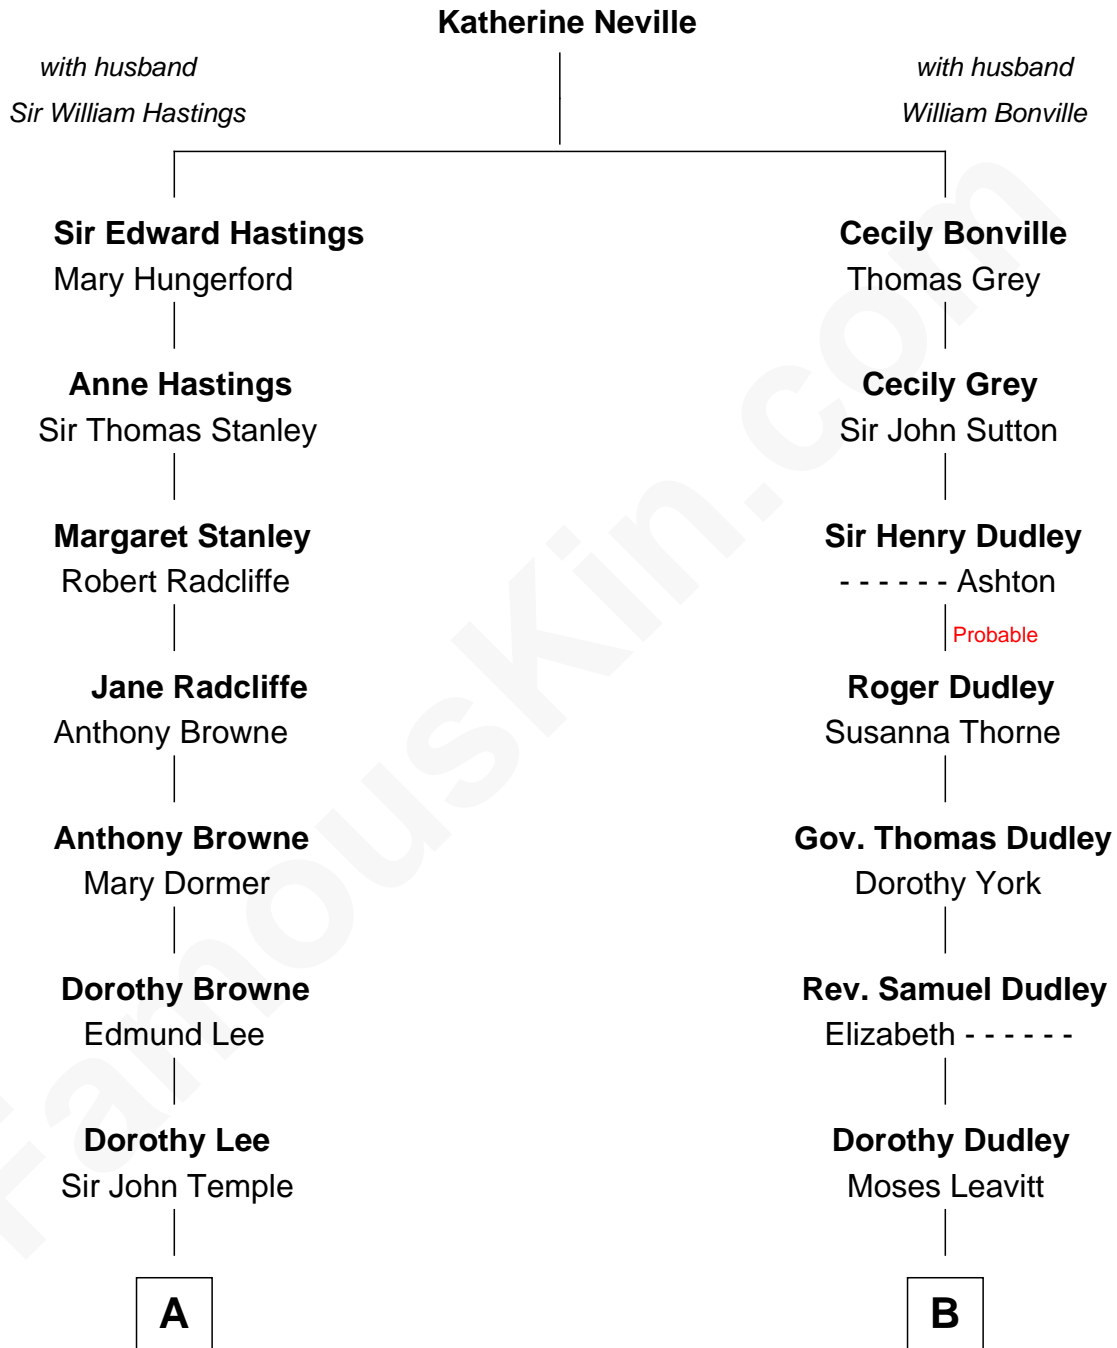 Katherine Neville
with husband
Sir William Hastings
with husband
William Bonville
Sir Edward Hastings
Mary Hungerford
Cecily Bonville
Thomas Grey
Anne Hastings
Sir Thomas Stanley
Cecily Grey
Sir John Sutton
Margaret Stanley
Robert Radcliffe
Sir Henry Dudley
- - - - - - Ashton
Probable
Jane Radcliffe
Anthony Browne
Roger Dudley
Susanna Thorne
Anthony Browne
Mary Dormer
Gov. Thomas Dudley
Dorothy York
Dorothy Browne
Edmund Lee
Rev. Samuel Dudley
Elizabeth - - - - - -
Dorothy Lee
Sir John Temple
Dorothy Dudley
Moses Leavitt
A
B
FamousKin.com